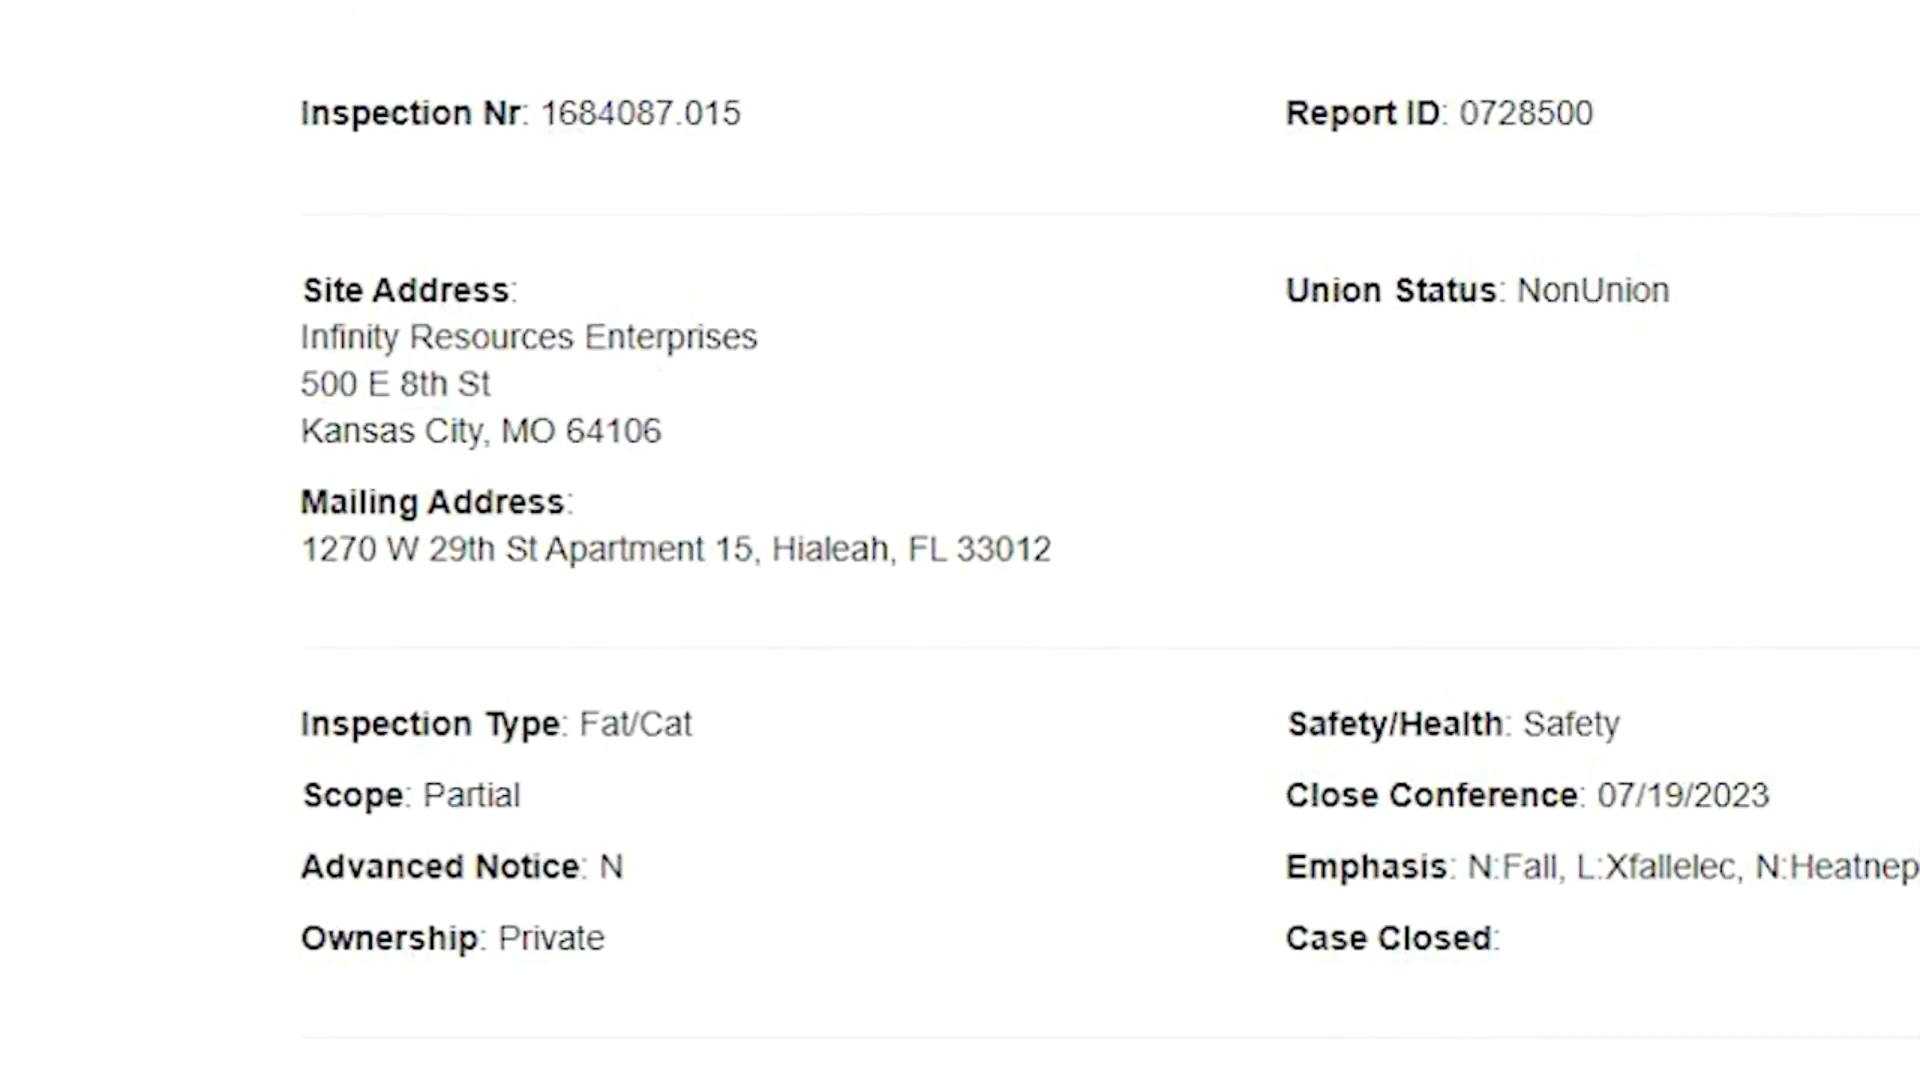 Inspection Nr: 1684087.015
Report ID: 0728500
Site Address:
Infinity Resources Enterprises
500 E 8th St
Kansas City, MO 64106
Union Status: NonUnion
Mailing Address:
1270 W 29th St Apartment 15, Hialeah, FL 33012
Inspection Type: Fat/Cat
Scope: Partial
Advanced Notice: N
Ownership: Private
Safety/Health: Safety
Close Conference: 07/19/2023
Emphasis: N:Fall, L:Xfallelec, N:Heatnep
Case Closed: